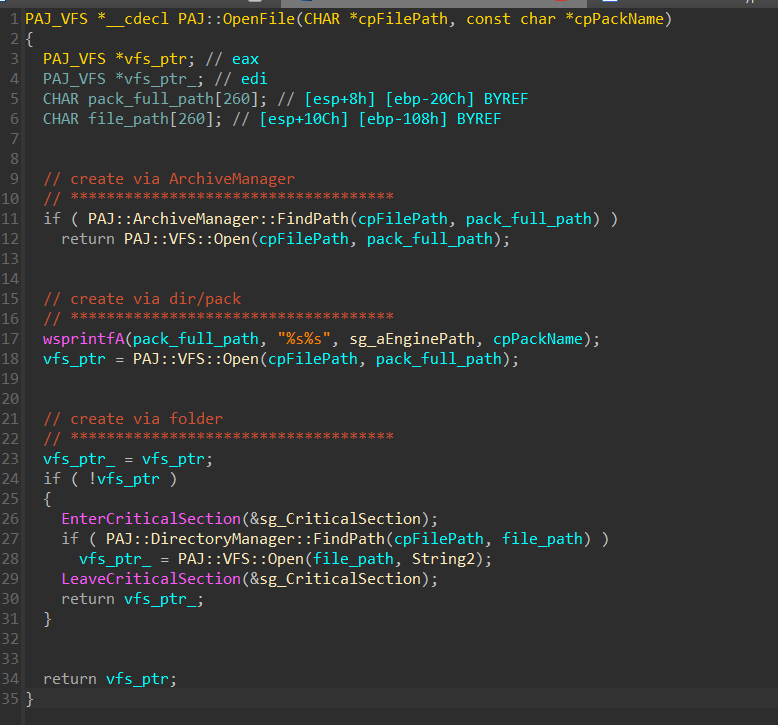 1 PAJ_VFS *__cdecl PAJ::OpenFile(CHAR *cpFilePath, const char *cpPackName)
2 {
3   PAJ_VFS *vfs_ptr; // eax
4   PAJ_VFS *vfs_ptr_; // edi
5   CHAR pack_full_path[260]; // [esp+8h] [ebp-20Ch] BYREF
6   CHAR file_path[260]; // [esp+10Ch] [ebp-108h] BYREF
7
8
9   // create via ArchiveManager
10   // ************************************
11   if ( PAJ::ArchiveManager::FindPath(cpFilePath, pack_full_path) )
12     return PAJ::VFS::Open(cpFilePath, pack_full_path);
13
14
15   // create via dir/pack
16   // ************************************
17   wsprintfA(pack_full_path, "%s%s", sg_aEnginePath, cpPackName);
18   vfs_ptr = PAJ::VFS::Open(cpFilePath, pack_full_path);
19
20
21   // create via folder
22   // ************************************
23   vfs_ptr_ = vfs_ptr;
24   if ( !vfs_ptr )
25   {
26     EnterCriticalSection(&sg_CriticalSection);
27     if ( PAJ::DirectoryManager::FindPath(cpFilePath, file_path) )
28       vfs_ptr_ = PAJ::VFS::Open(file_path, String2);
29     LeaveCriticalSection(&sg_CriticalSection);
30     return vfs_ptr_;
31   }
32
33
34   return vfs_ptr;
35 }